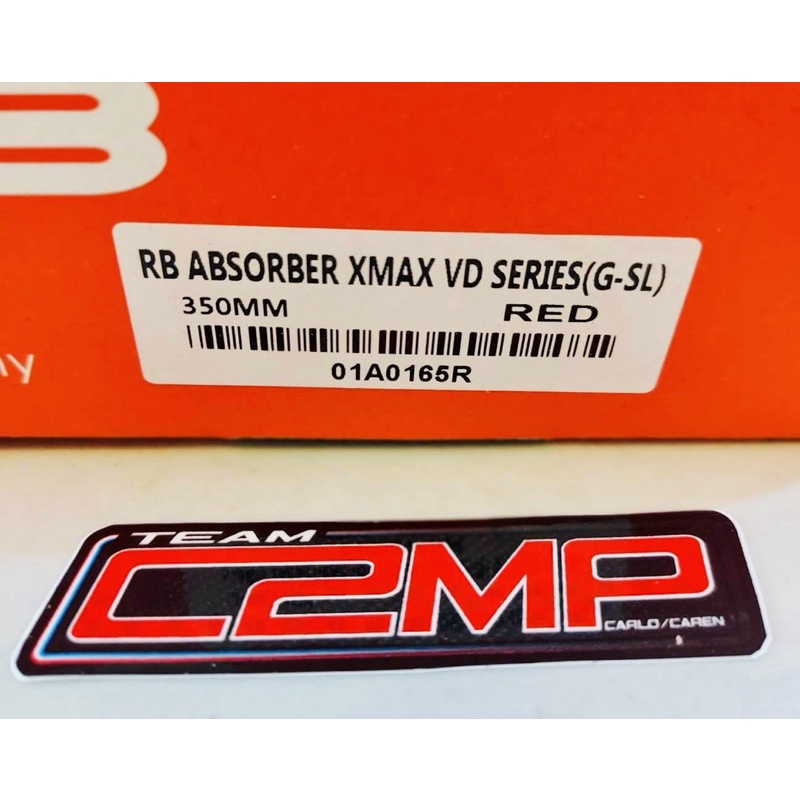 B
RB ABSORBER XMAX VD SERIES(G-SL)
350MM RED
01A0165R
TEAM
C2MP
CARLO/CAREN